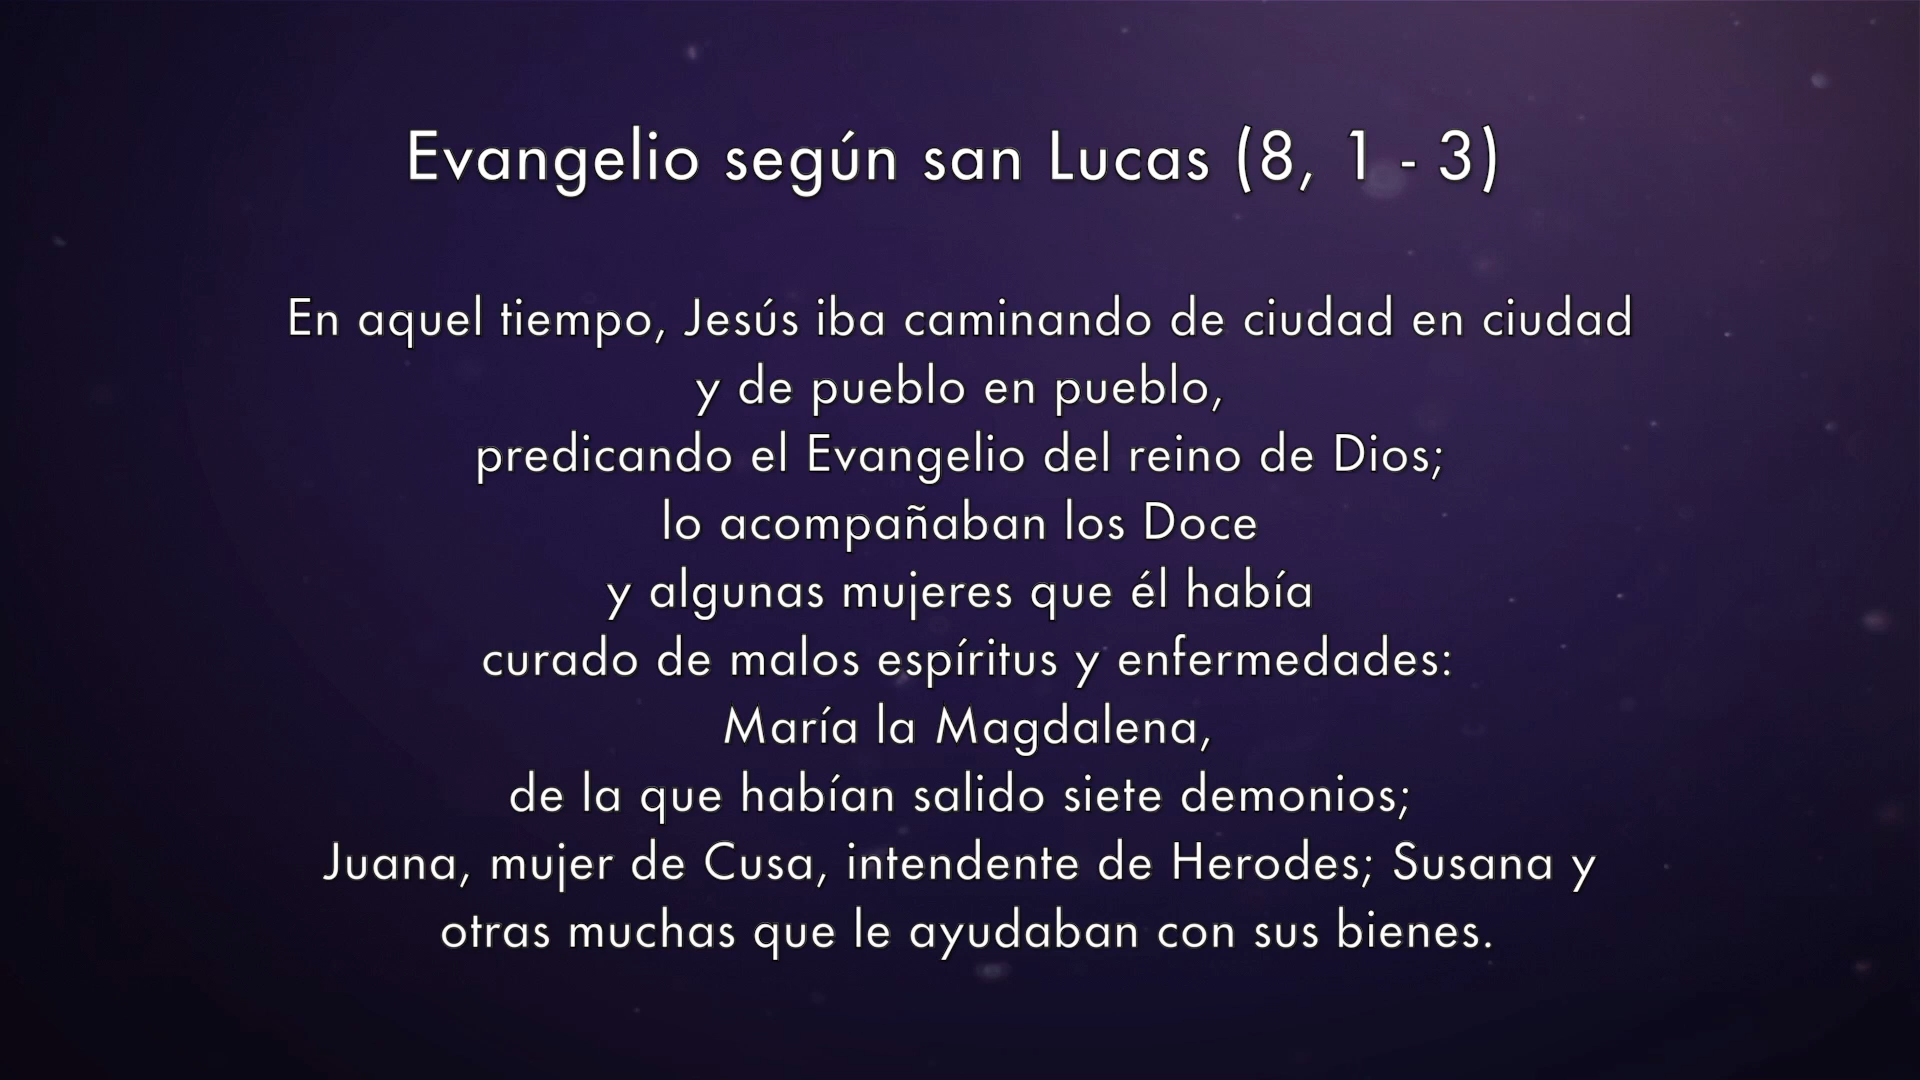 Evangelio según san Lucas (8, 1 - 3)
En aquel tiempo, Jesús iba caminando de ciudad en ciudad
y de pueblo en pueblo,
predicando el Evangelio del reino de Dios;
lo acompañaban los Doce
y algunas mujeres que él había
curado de malos espíritus y enfermedades:
María la Magdalena,
de la que habían salido siete demonios;
Juana, mujer de Cusa, intendente de Herodes; Susana y
otras muchas que le ayudaban con sus bienes.